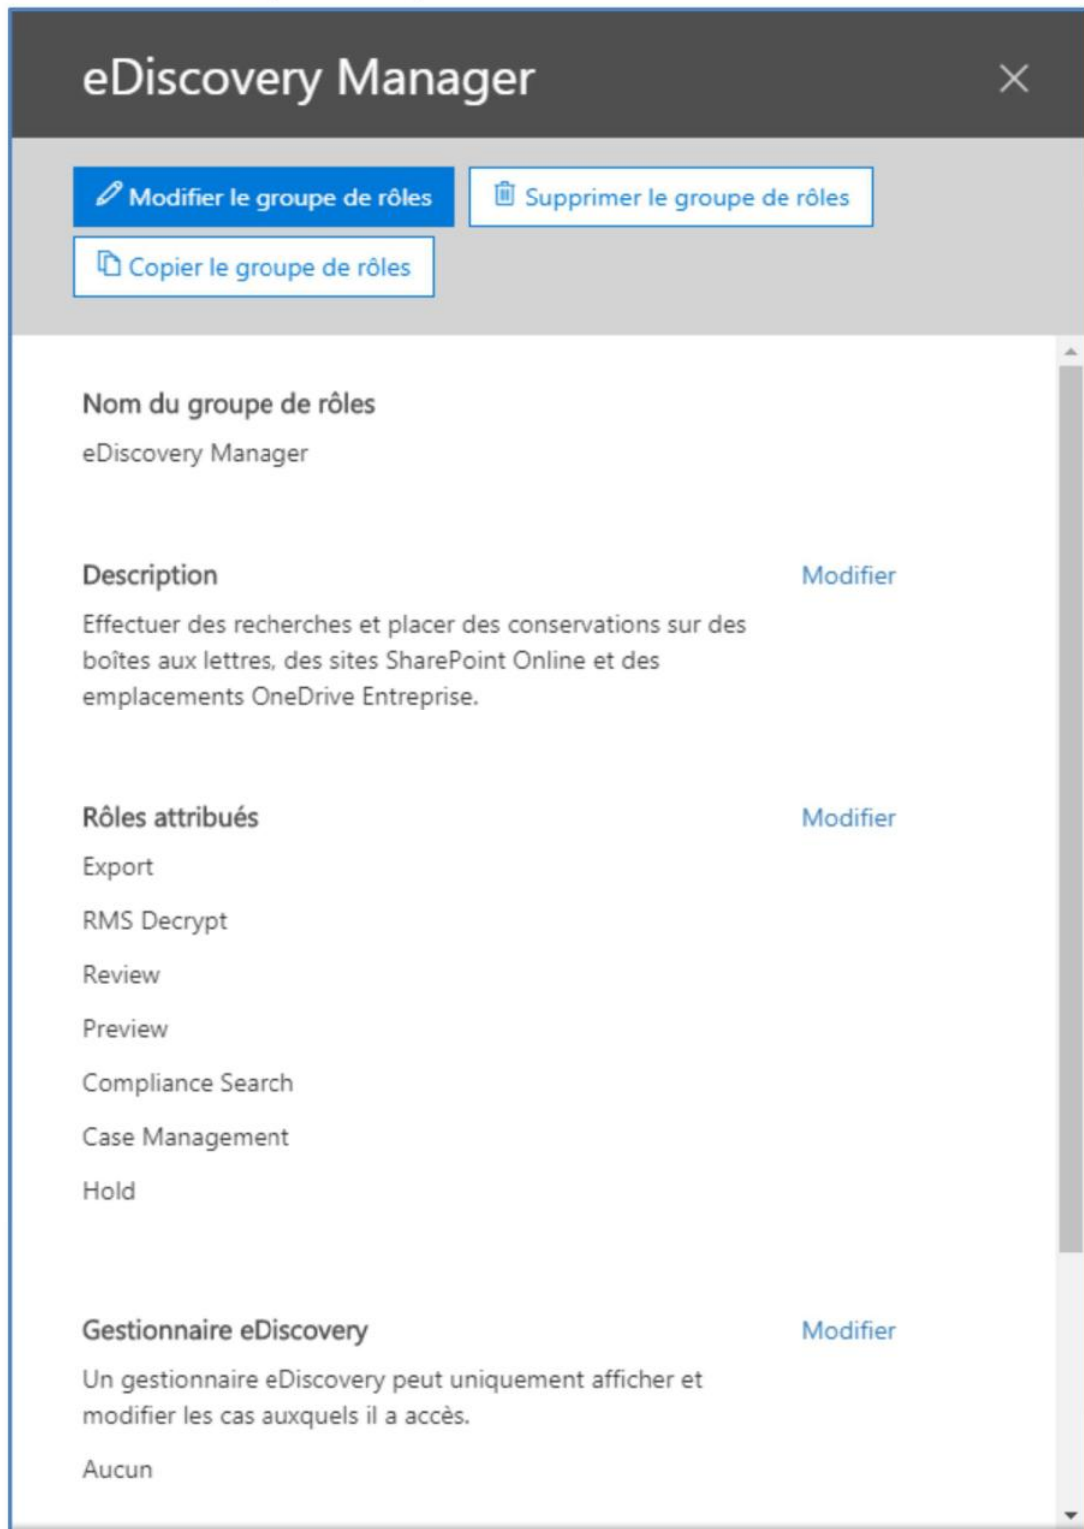 eDiscovery Manager
Modifier le groupe de rôles
Supprimer le groupe de rôles
Copier le groupe de rôles
Nom du groupe de rôles
eDiscovery Manager
Description
Modifier
Effectuer des recherches et placer des conservations sur des
boîtes aux lettres, des sites SharePoint Online et des
emplacements OneDrive Entreprise.
Rôles attribués
Modifier
Export
RMS Decrypt
Review
Preview
Compliance Search
Case Management
Hold
Gestionnaire eDiscovery
Modifier
Un gestionnaire eDiscovery peut uniquement afficher et
modifier les cas auxquels il a accès.
Aucun